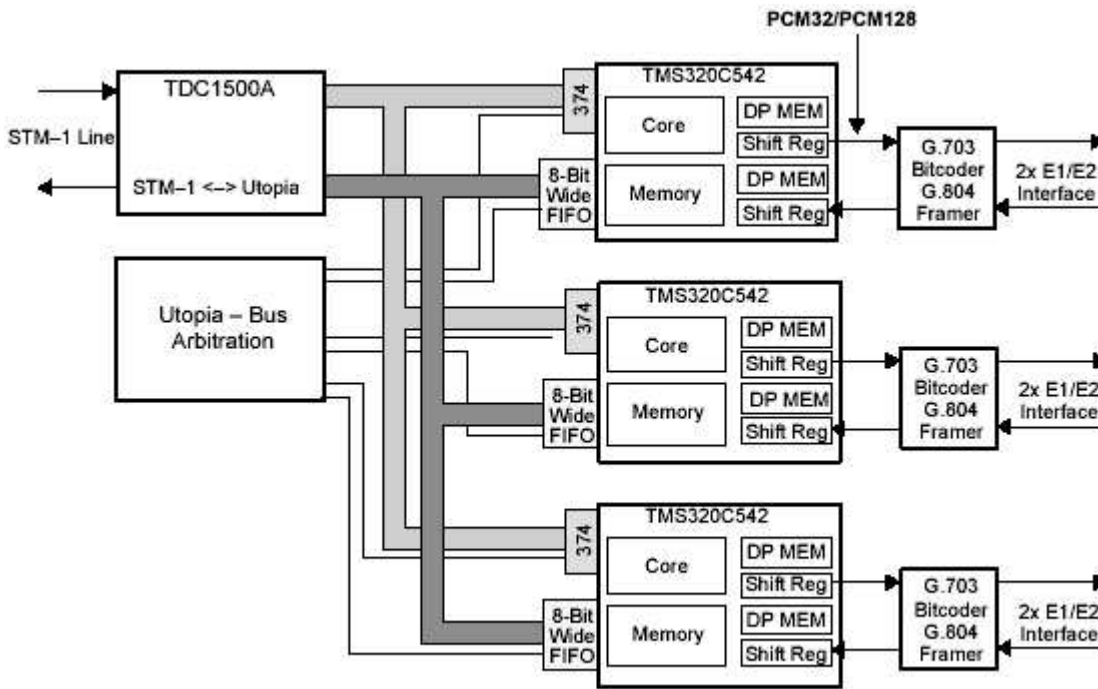 PCM32/PCM128
TDC1500A
STM–1 Line
STM–1 <–> Utopia
Utopia – Bus
Arbitration
374
8-Bit
Wide
FIFO
TMS320C542
Core
Memory
DP MEM
Shift Reg
DP MEM
Shift Reg
G.703
Bitcoder
G.804
Framer
2x E1/E2
Interface
374
8-Bit
Wide
FIFO
TMS320C542
Core
Memory
DP MEM
Shift Reg
DP MEM
Shift Reg
G.703
Bitcoder
G.804
Framer
2x E1/E2
Interface
374
8-Bit
Wide
FIFO
TMS320C542
Core
Memory
DP MEM
Shift Reg
DP MEM
Shift Reg
G.703
Bitcoder
G.804
Framer
2x E1/E2
Interface